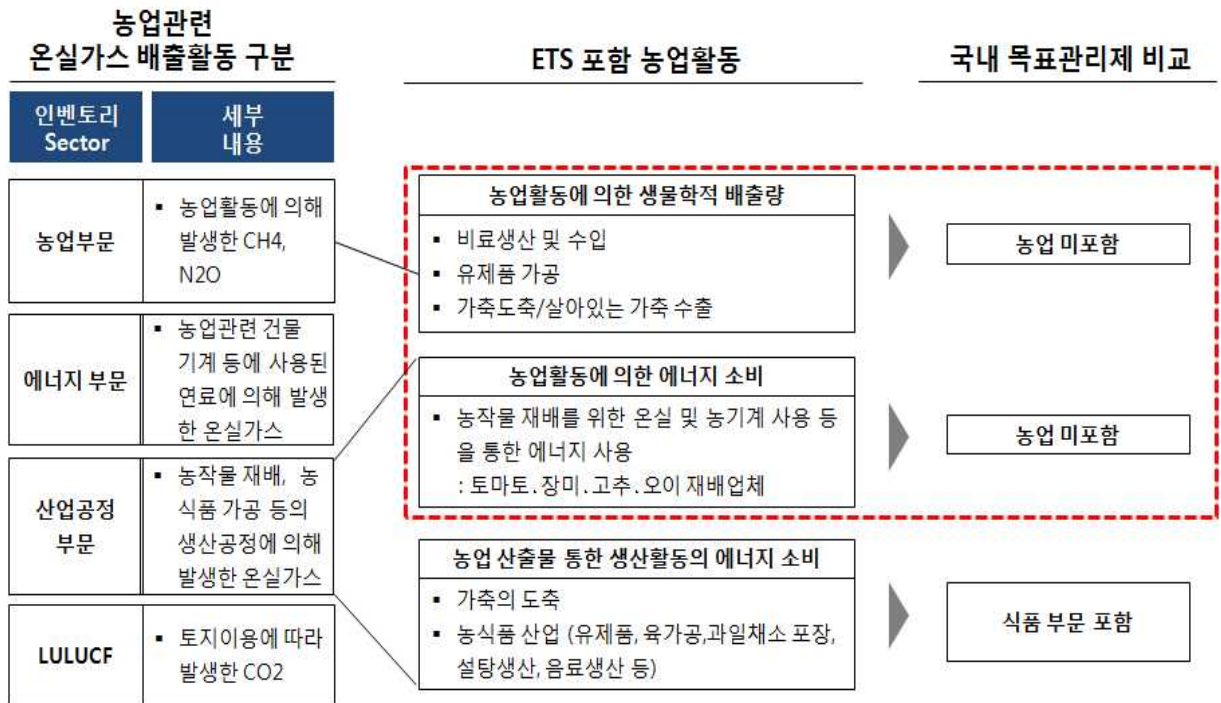 농업관련
온실가스 배출활동 구분
ETS 포함 농업활동
국내 목표관리제 비교
인벤토리
Sector
세부
내용
농업부문
▪ 농업활동에 의해
발생한 CH4,
N2O
에너지 부문
▪ 농업관련 건물
기계 등에 사용된
연료에 의해 발생
한 온실가스
산업공정
부문
▪ 농작물 재배, 농
식품 가공 등의
생산공정에 의해
발생한 온실가스
LULUCF
▪ 토지이용에 따라
발생한 CO2
농업활동에 의한 생물학적 배출량
▪ 비료생산 및 수입
▪ 유제품 가공
▪ 가축도축/살아있는 가축 수출
농업 미포함
농업활동에 의한 에너지 소비
▪ 농작물 재배를 위한 온실 및 농기계 사용 등
을 통한 에너지 사용
: 토마토․장미․고추․오이 재배업체
농업 미포함
농업 산출물 통한 생산활동의 에너지 소비
▪ 가축의 도축
▪ 농식품 산업 (유제품, 육가공,과일채소 포장,
설탕생산, 음료생산 등)
식품 부문 포함